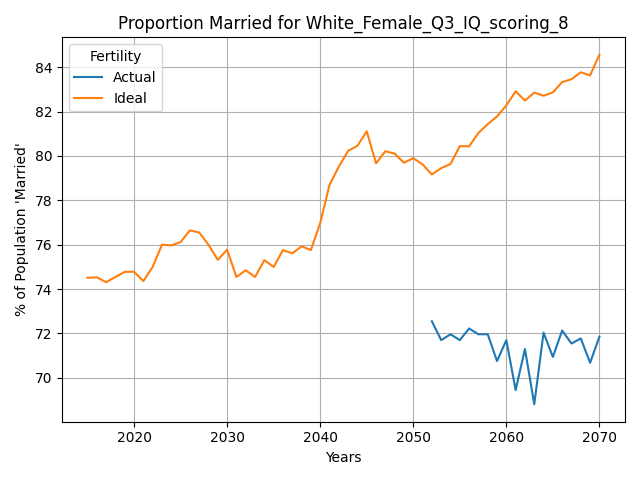 Proportion Married for White_Female_Q3_IQ_scoring_8
Fertility
Actual
Ideal
% of Population 'Married'
84
82
80
78
76
74
72
70
2020
2030
2040
2050
2060
2070
Years